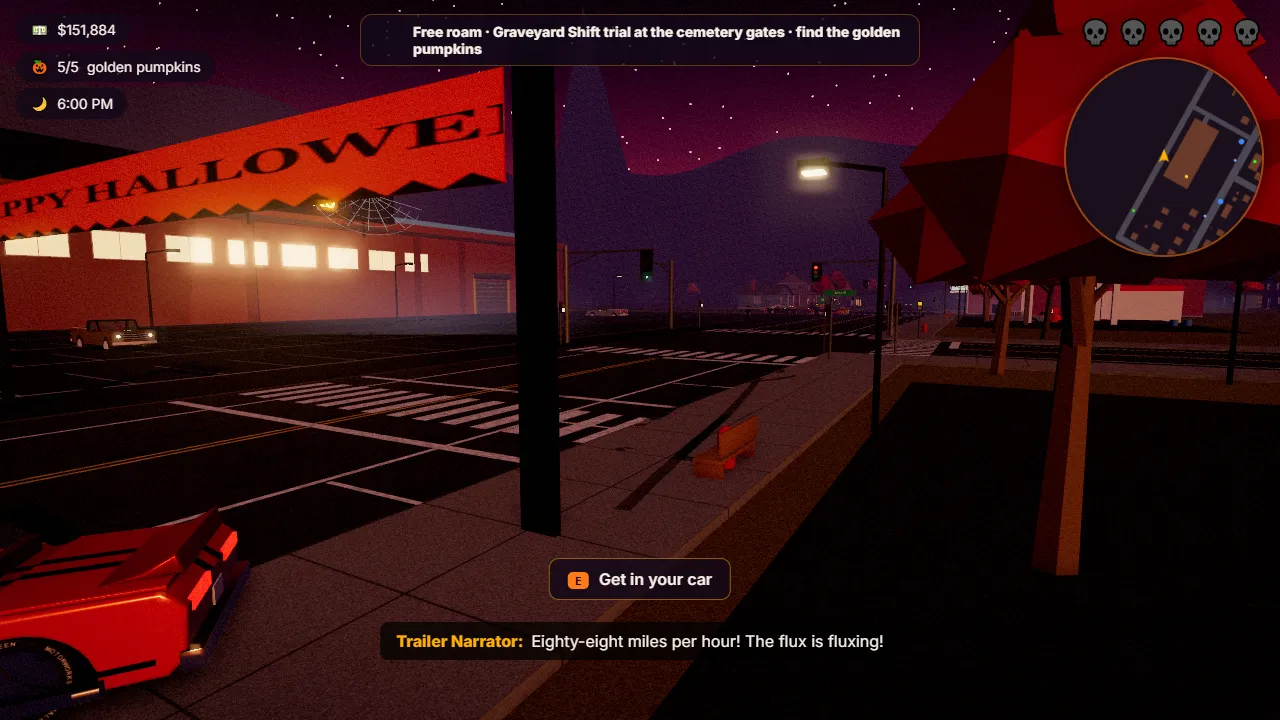 $151,884
5/5 golden pumpkins
6:00 PM
Free roam · Graveyard Shift trial at the cemetery gates · find the golden
pumpkins
PPY HALLOWE
E Get in your car
Trailer Narrator: Eighty-eight miles per hour! The flux is fluxing!
MOTORWORKS